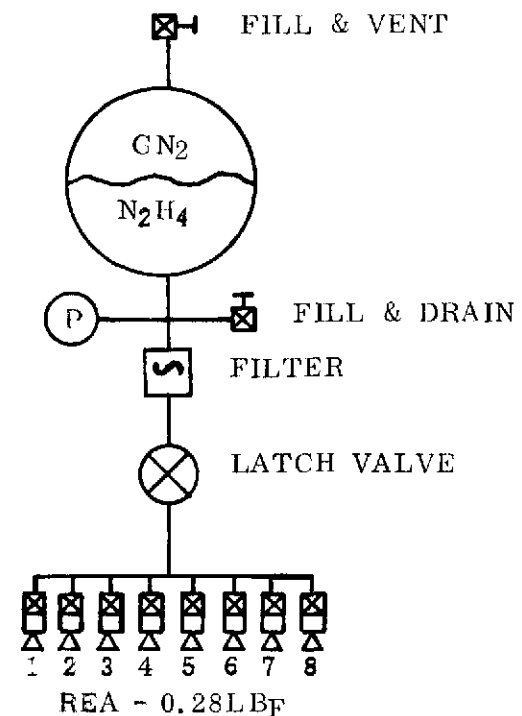 FILL & VENT
GN2
N2H4
P
FILL & DRAIN
FILTER
LATCH VALVE
1 2 3 4 5 6 7 8
REA - 0.28LBF